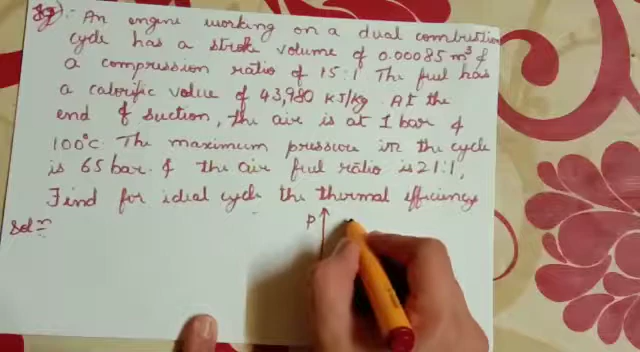 Eg):- An engine working on a dual combustion
cycle has a stroke volume of 0.00085 m³ &
a compression ratio of 15:1 The fuel has
a calorific value of 43,980 KJ/kg. At the
end of suction, the air is at 1 bar &
100°C. The maximum pressure in the cycle
is 65 bar. & the air fuel ratio is 21:1,
Find for ideal cycle the thermal efficiency
Solⁿ
P